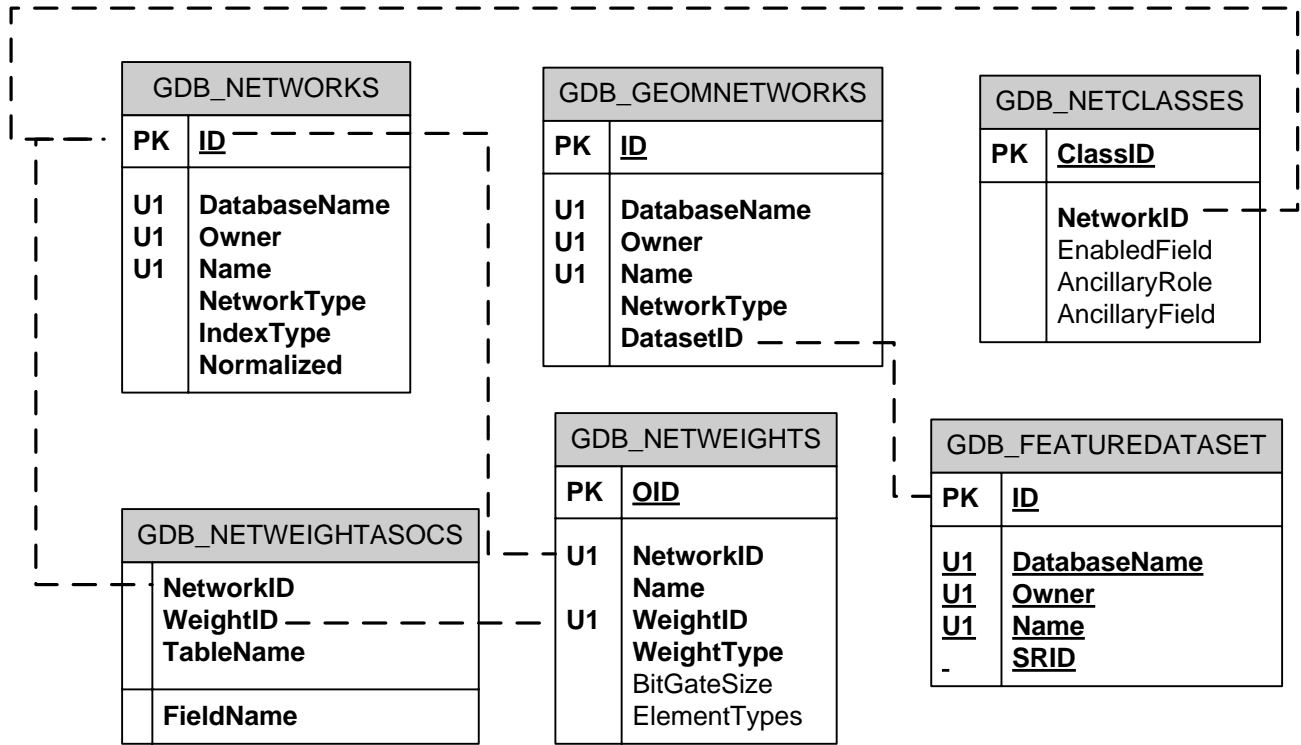 GDB_NETWORKS
PK ID
U1 DatabaseName
U1 Owner
U1 Name
NetworkType
IndexType
Normalized
GDB_GEOMNETWORKS
PK ID
U1 DatabaseName
U1 Owner
U1 Name
NetworkType
DatasetID
GDB_NETCLASSES
PK ClassID
NetworkID
EnabledField
AncillaryRole
AncillaryField
GDB_NETWEIGHTASOCS
NetworkID
WeightID
TableName
FieldName
GDB_NETWEIGHTS
PK OID
U1 NetworkID
Name
U1 WeightID
WeightType
BitGateSize
ElementTypes
GDB_FEATUREDATASET
PK ID
U1 DatabaseName
U1 Owner
U1 Name
SRID